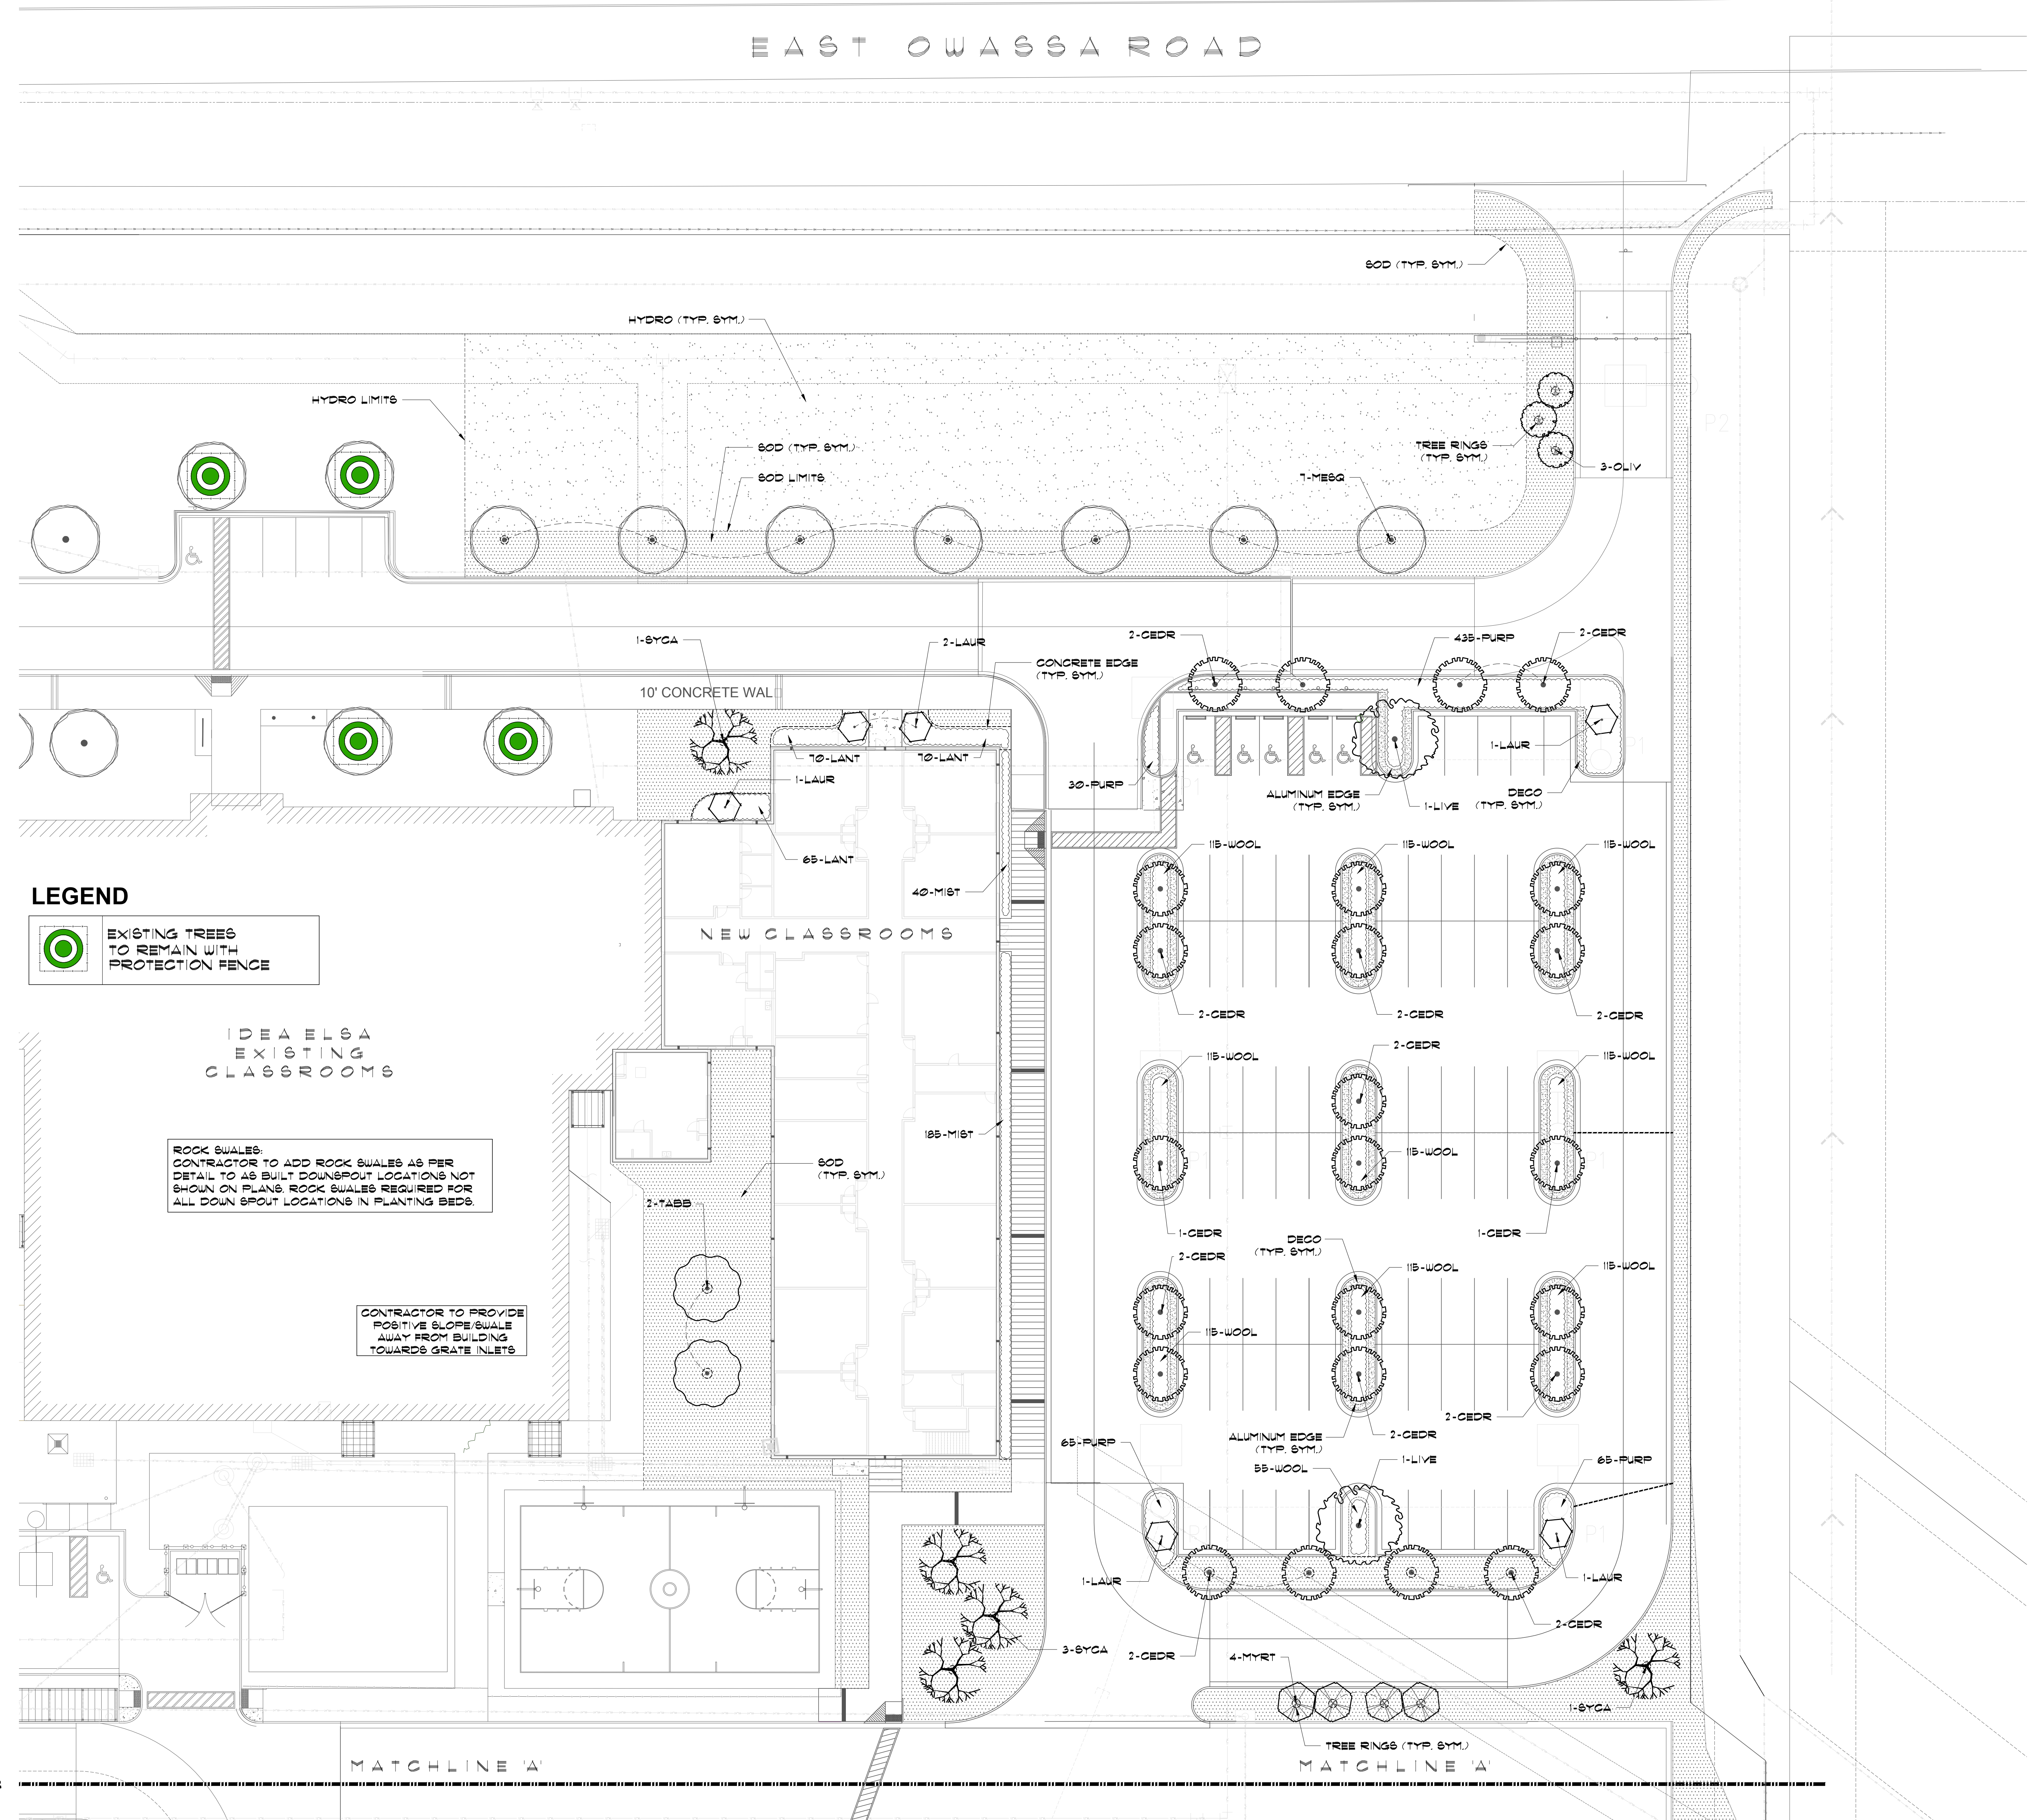 EAST OWASSA ROAD
SOD (TYP. SYM.)
HYDRO (TYP. SYM.)
HYDRO LIMITS
SOD (TYP. SYM.)
SOD LIMITS
TREE RINGS
(TYP. SYM.)
3-OLIV
7-MESQ
P2
1-SYCA
2-LAUR
2-CEDR
435-PURP
2-CEDR
CONCRETE EDGE
(TYP. SYM.)
10' CONCRETE WAL
70-LANT
70-LANT
1-LAUR
1-LAUR
P1
30-PURP
ALUMINUM EDGE
(TYP. SYM.)
1-LIVE
DECO
(TYP. SYM.)
65-LANT
40-MIST
115-WOOL
115-WOOL
115-WOOL
LEGEND
EXISTING TREES
TO REMAIN WITH
PROTECTION FENCE
NEW CLASSROOMS
2-CEDR
2-CEDR
2-CEDR
IDEA ELSA
EXISTING
CLASSROOMS
2-CEDR
115-WOOL
115-WOOL
185-MIST
115-WOOL
P1
P1
ROCK SWALES:
CONTRACTOR TO ADD ROCK SWALES AS PER
DETAIL TO AS BUILT DOWNSPOUT LOCATIONS NOT
SHOWN ON PLANS. ROCK SWALES REQUIRED FOR
ALL DOWN SPOUT LOCATIONS IN PLANTING BEDS.
SOD
(TYP. SYM.)
2-TABB
1-CEDR
1-CEDR
DECO
(TYP. SYM.)
2-CEDR
115-WOOL
115-WOOL
CONTRACTOR TO PROVIDE
POSITIVE SLOPE/SWALE
AWAY FROM BUILDING
TOWARDS GRATE INLETS
115-WOOL
2-CEDR
ALUMINUM EDGE
(TYP. SYM.)
2-CEDR
65-PURP
1-LIVE
55-WOOL
65-PURP
P1
P1
1-LAUR
1-LAUR
2-CEDR
3-SYCA
2-CEDR
4-MYRT
1-SYCA
TREE RINGS (TYP. SYM.)
MATCHLINE 'A'
MATCHLINE 'A'